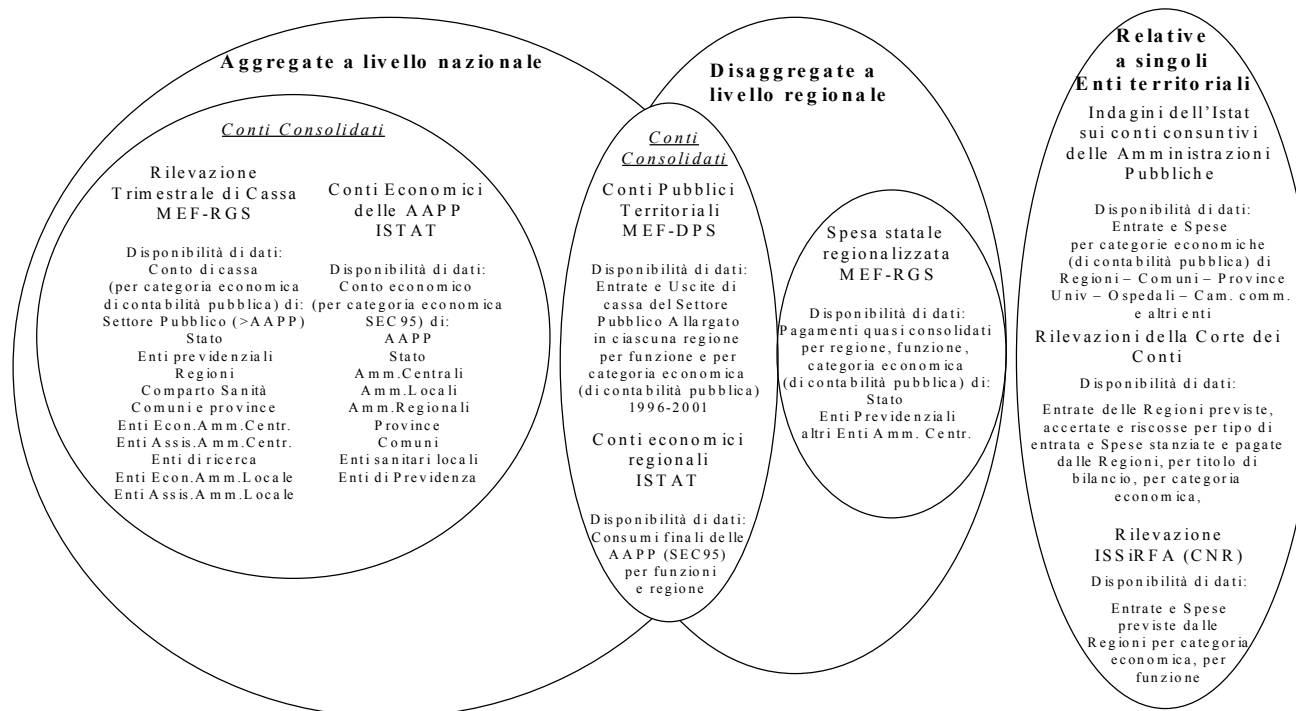 Aggregate a livello nazionale
Conti Consolidati
Rilevazione
Trimestrale di Cassa
MEF-RGS
Disponibilità di dati:
Conto di cassa
(per categoria economica
di contabilità pubblica) di:
Settore Pubblico (>AAPP)
Stato
Enti previdenziali
Regioni
Comparto Sanità
Comuni e province
Enti Econ.Amm.Centr.
Enti Assis.Amm.Centr.
Enti di ricerca
Enti Econ.Amm.Locale
Enti Assis.Amm.Locale
Conti Economici
delle AAPP
ISTAT
Disponibilità di dati:
Conto economico
(per categoria economica
SEC95) di:
AAPP
Stato
Amm.Centrali
Amm.Locali
Amm.Regionali
Province
Comuni
Enti sanitari locali
Enti di Previdenza
Disaggregate a
livello regionale
Conti
Consolidati
Conti Pubblici
Territoriali
MEF-DPS
Disponibilità di dati:
Entrate e Uscite di
cassa del Settore
Pubblico Allargato
in ciascuna regione
per funzione e per
categoria economica
(di contabilità pubblica)
1996-2001
Conti economici
regionali
ISTAT
Disponibilità di dati:
Consumi finali delle
AAPP (SEC95)
per funzioni
e regione
Spesa statale
regionalizzata
MEF-RGS
Disponibilità di dati:
Pagamenti quasi consolidati
per regione, funzione,
categoria economica
(di contabilità pubblica) di:
Stato
Enti Previdenziali
altri Enti Amm. Centr.
Relative
a singoli
Enti territoriali
Indagini dell'Istat
sui conti consuntivi
delle Amministrazioni
Pubbliche
Disponibilità di dati:
Entrate e Spese
per categorie economiche
(di contabilità pubblica) di
Regioni – Comuni – Province
Univ – Ospedali – Cam. comm.
e altri enti
Rilevazioni della Corte dei
Conti
Disponibilità di dati:
Entrate delle Regioni previste,
accertate e riscosse per tipo di
entrata e Spese stanziate e pagate
dalle Regioni, per titolo di
bilancio, per categoria
economica,
Rilevazione
ISSiRFA (CNR)
Disponibilità di dati:
Entrate e Spese
previste dalle
Regioni per categoria
economica, per
funzione